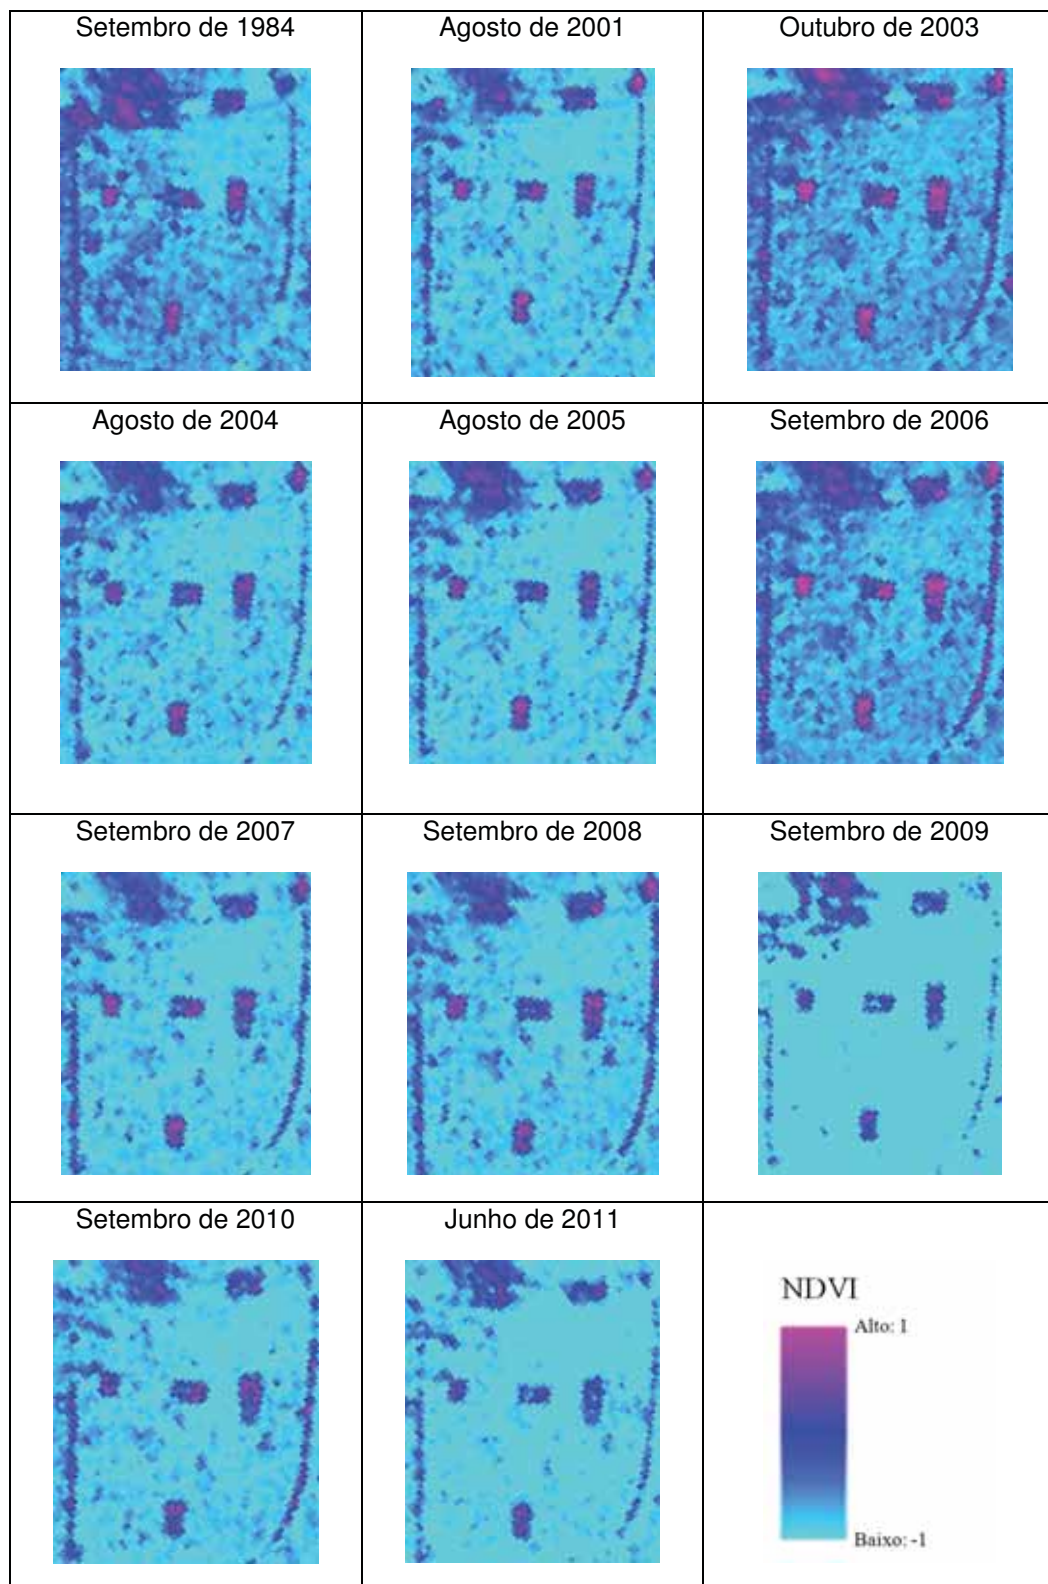 Setembro de 1984
Agosto de 2001
Outubro de 2003
Agosto de 2004
Agosto de 2005
Setembro de 2006
Setembro de 2007
Setembro de 2008
Setembro de 2009
Setembro de 2010
Junho de 2011
NDVI
Alto: 1
Baixo: -1